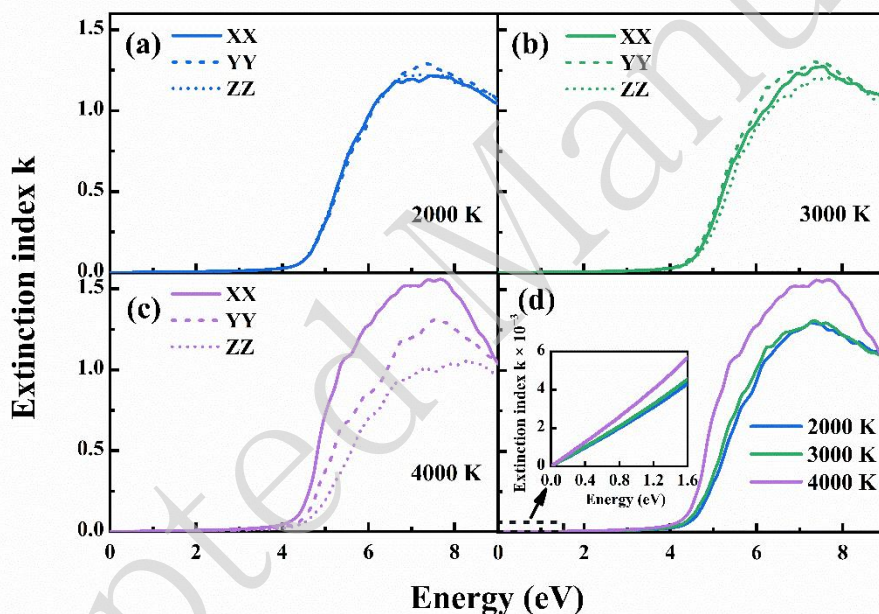 Extinction index k
1.5
1.0
0.5
0.0
(a)
XX
YY
ZZ
2000 K
(b)
XX
YY
ZZ
3000 K
1.5
1.0
0.5
0.0
(c)
XX
YY
ZZ
4000 K
0
2
4
6
8
(d)
Extinction index k × 10⁻³
6
4
2
0
0.0
0.4
0.8
1.2
1.6
Energy (eV)
2000 K
3000 K
4000 K
0
2
4
6
8
Energy (eV)
pted Manu